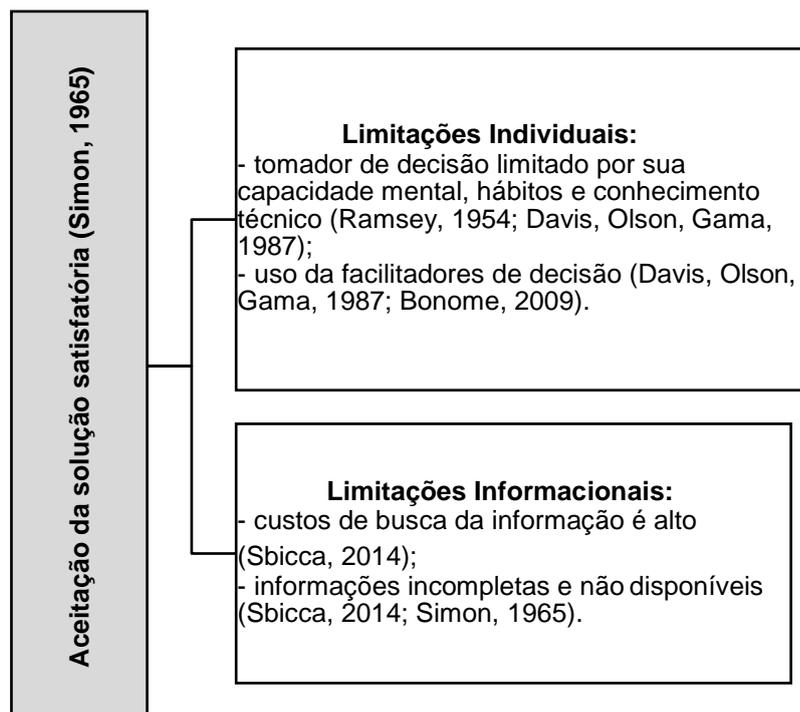 Aceitação da solução satisfatória (Simon, 1965)
Limitações Individuais:
- tomador de decisão limitado por sua
capacidade mental, hábitos e conhecimento
técnico (Ramsey, 1954; Davis, Olson, Gama,
1987);
- uso da facilitadores de decisão (Davis, Olson,
Gama, 1987; Bonome, 2009).
Limitações Informacionais:
- custos de busca da informação é alto
(Sbicca, 2014);
- informações incompletas e não disponíveis
(Sbicca, 2014; Simon, 1965).